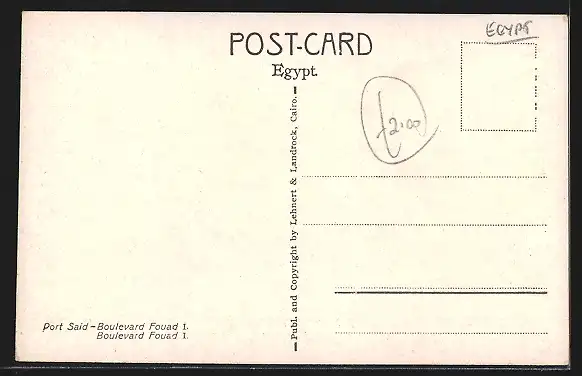 EGYPT
POST-CARD
Egypt
£2.00
Publ. and Copyright by Lehnert & Landrock, Cairo.
Port Said - Boulevard Fouad 1.
Boulevard Fouad 1.